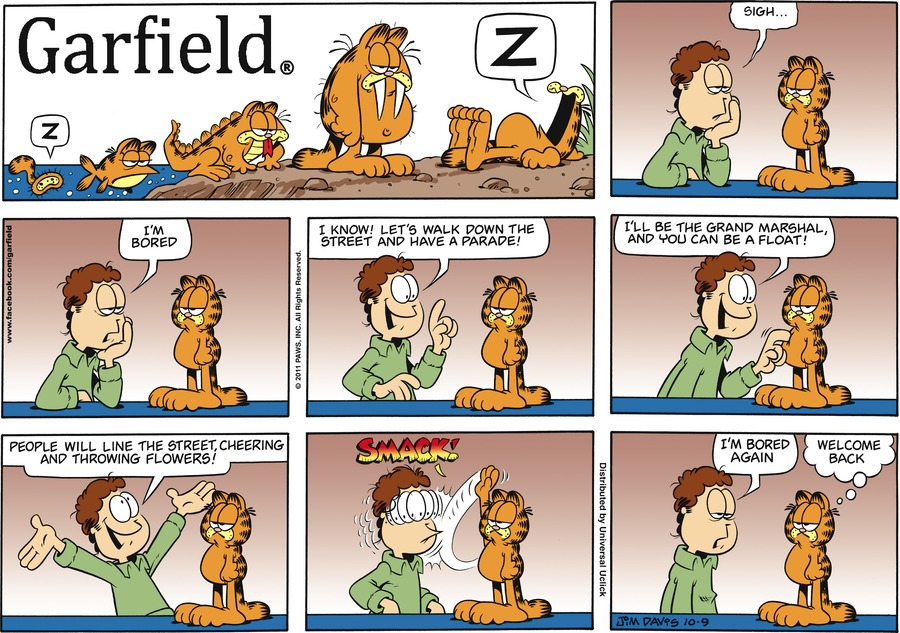 Garfield®
Z
Z
SIGH...
www.facebook.com/garfield
I'M
BORED
© 2011 PAWS, INC. All Rights Reserved.
I KNOW! LET'S WALK DOWN THE
STREET AND HAVE A PARADE!
I'LL BE THE GRAND MARSHAL,
AND YOU CAN BE A FLOAT!
PEOPLE WILL LINE THE STREET, CHEERING
AND THROWING FLOWERS!
SMACK!
Distributed by Universal Uclick
I'M BORED
AGAIN
WELCOME
BACK
JIM DAVIS 10-9